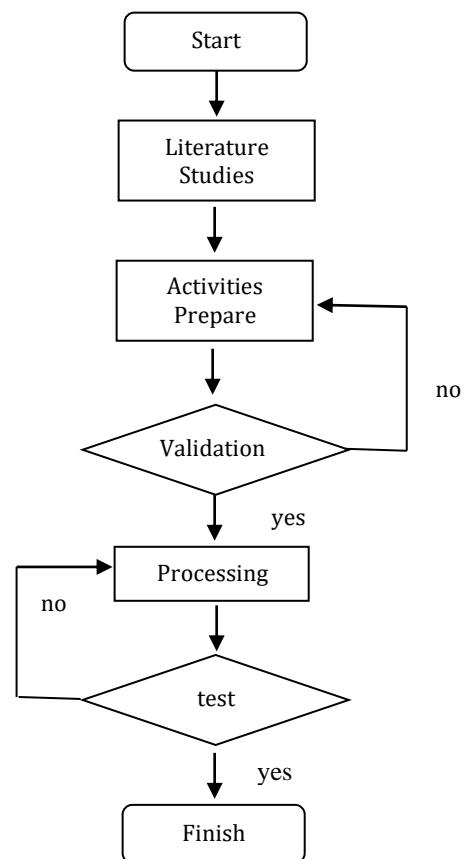 Start
Literature
Studies
Activities
Prepare
no
Validation
yes
Processing
no
test
yes
Finish